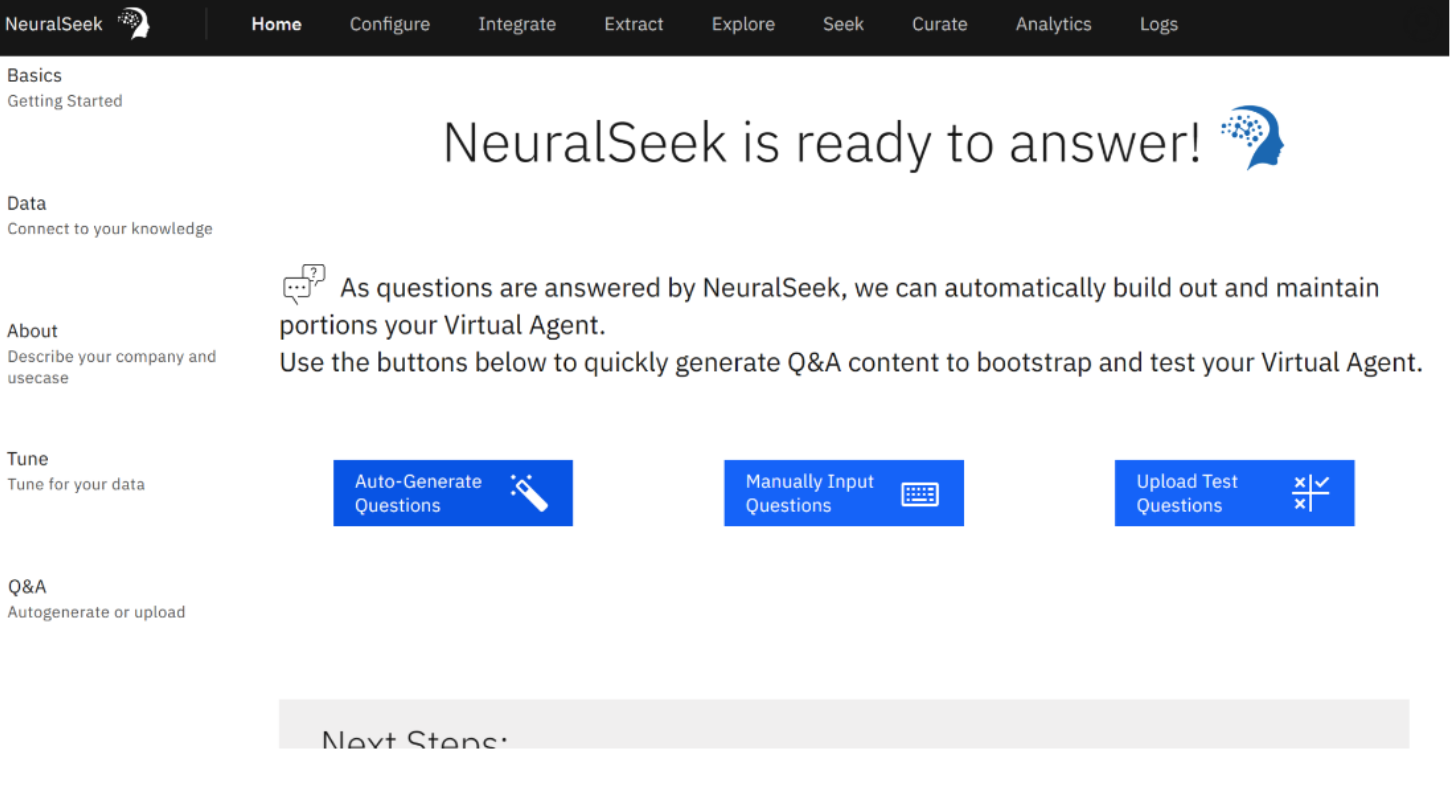 NeuralSeek
Home Configure Integrate Extract Explore Seek Curate Analytics Logs
Basics
Getting Started
Data
Connect to your knowledge
About
Describe your company and
usecase
Tune
Tune for your data
Q&A
Autogenerate or upload
NeuralSeek is ready to answer!
As questions are answered by NeuralSeek, we can automatically build out and maintain
portions your Virtual Agent.
Use the buttons below to quickly generate Q&A content to bootstrap and test your Virtual Agent.
Auto-Generate
Questions
Manually Input
Questions
Upload Test
Questions
Next Steps: